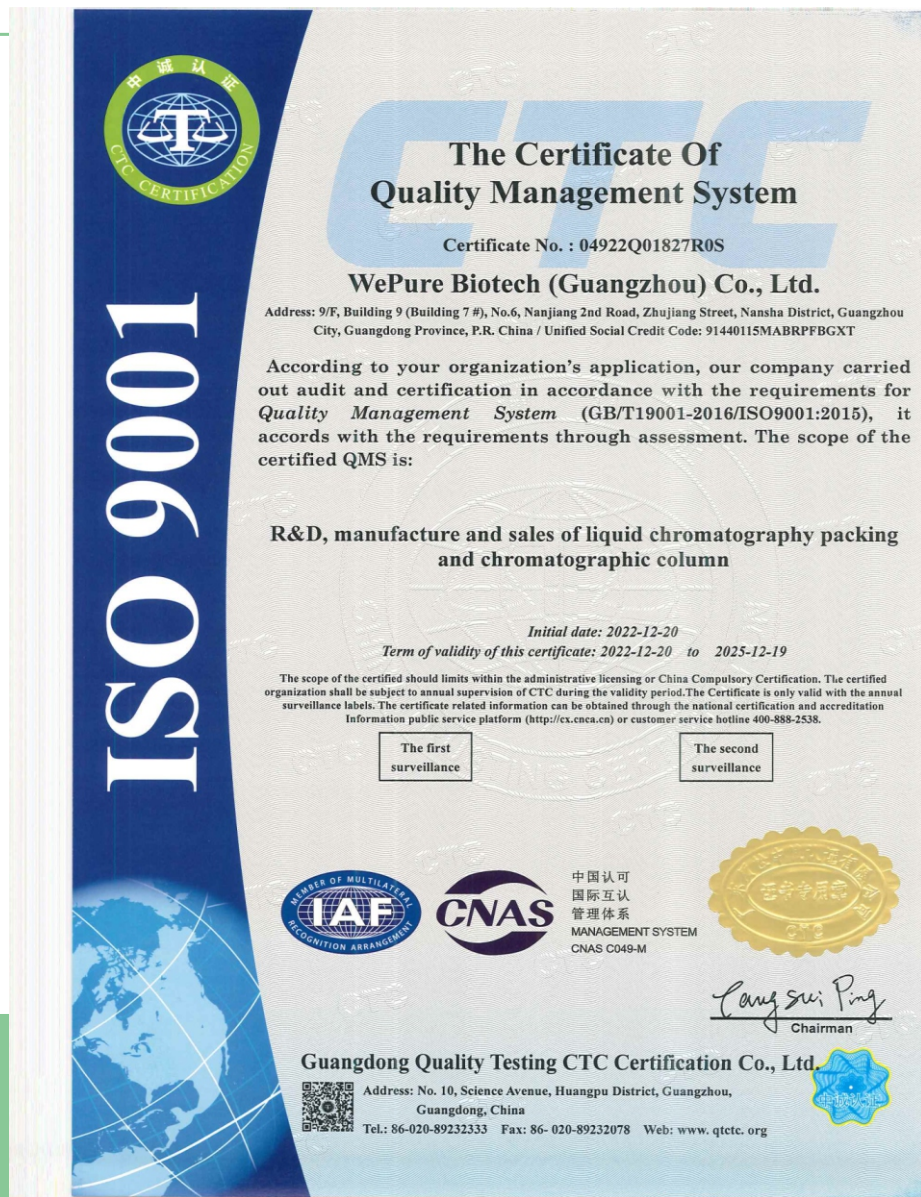 中诚认证
CTC CERTIFICATION
ISO 9001
CTC
The Certificate Of
Quality Management System
Certificate No. : 04922Q01827R0S
WePure Biotech (Guangzhou) Co., Ltd.
Address: 9/F, Building 9 (Building 7 #), No.6, Nanjiang 2nd Road, Zhujiang Street, Nansha District, Guangzhou
City, Guangdong Province, P.R. China / Unified Social Credit Code: 91440115MABRPFBGXT
According to your organization's application, our company carried
out audit and certification in accordance with the requirements for
Quality Management System (GB/T19001-2016/ISO9001:2015), it
accords with the requirements through assessment. The scope of the
certified QMS is:
R&D, manufacture and sales of liquid chromatography packing
and chromatographic column
Initial date: 2022-12-20
Term of validity of this certificate: 2022-12-20 to 2025-12-19
The scope of the certified should limits within the administrative licensing or China Compulsory Certification. The certified
organization shall be subject to annual supervision of CTC during the validity period.The Certificate is only valid with the annual
surveillance labels. The certificate related information can be obtained through the national certification and accreditation
Information public service platform (http://cx.cnca.cn) or customer service hotline 400-888-2538.
The first
surveillance
The second
surveillance
MEMBER OF MULTILATERAL
IAF
RECOGNITION ARRANGEMENT
CNAS
中国认可
国际互认
管理体系
MANAGEMENT SYSTEM
CNAS C049-M
CTC
Chairman
Guangdong Quality Testing CTC Certification Co., Ltd.
Address: No. 10, Science Avenue, Huangpu District, Guangzhou,
Guangdong, China
Tel.: 86-020-89232333 Fax: 86- 020-89232078 Web: www. qtctc. org
中诚认证